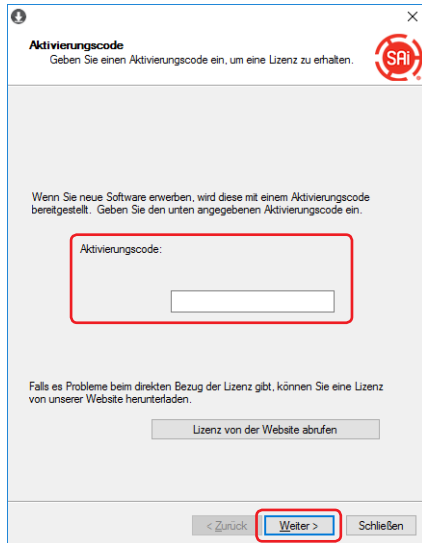 Aktivierungscode
Geben Sie einen Aktivierungscode ein, um eine Lizenz zu erhalten.
SAi
Wenn Sie neue Software erwerben, wird diese mit einem Aktivierungscode
bereitgestellt. Geben Sie den unten angegebenen Aktivierungscode ein.
Aktivierungscode:
Falls es Probleme beim direkten Bezug der Lizenz gibt, können Sie eine Lizenz
von unserer Website herunterladen.
Lizenz von der Website abrufen
< Zurück Weiter > Schließen